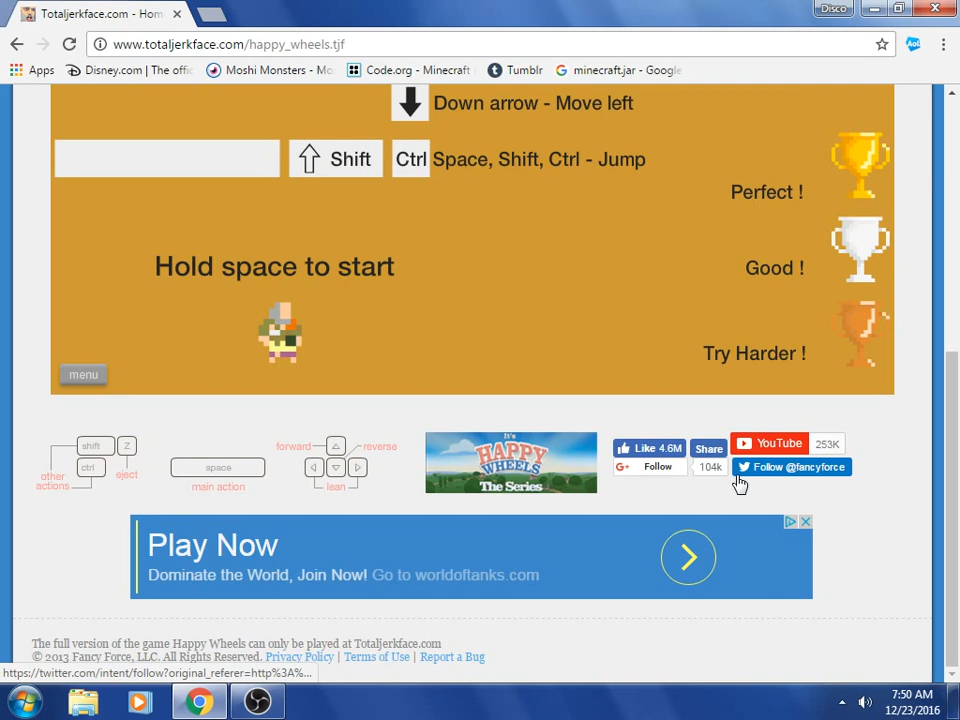 Totaljerkface.com - Hom
Disco
www.totaljerkface.com/happy_wheels.tjf
Aol.
Apps
Disney.com | The offic
Moshi Monsters - Mo
Code.org - Minecraft
Tumblr
minecraft.jar - Google
Down arrow - Move left
Shift
Ctrl
Space, Shift, Ctrl - Jump
Perfect !
Hold space to start
Good !
Try Harder !
menu
shift
Z
ctrl
eject
other
actions
space
main action
forward
reverse
lean
It's
HAPPY
WHEELS
The Series
Like 4.6M
Share
YouTube
253K
G+ Follow
104k
Follow @fancyforce
Play Now
Dominate the World, Join Now! Go to worldoftanks.com
The full version of the game Happy Wheels can only be played at Totaljerkface.com
© 2013 Fancy Force, LLC. All Rights Reserved. Privacy Policy | Terms of Use | Report a Bug
https://twitter.com/intent/follow?original_referer=http%3A%...
7:50 AM
12/23/2016